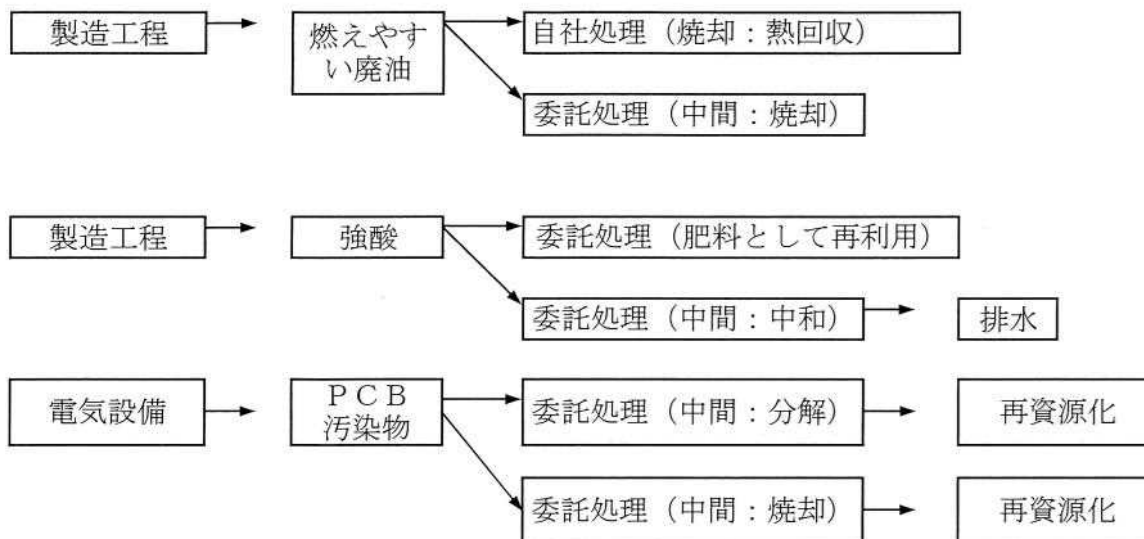 製造工程
燃えやす
い廃油
自社処理（焼却：熱回収）
委託処理（中間：焼却）
製造工程
強酸
委託処理（肥料として再利用）
委託処理（中間：中和）
排水
電気設備
ＰＣＢ
汚染物
委託処理（中間：分解）
再資源化
委託処理（中間：焼却）
再資源化